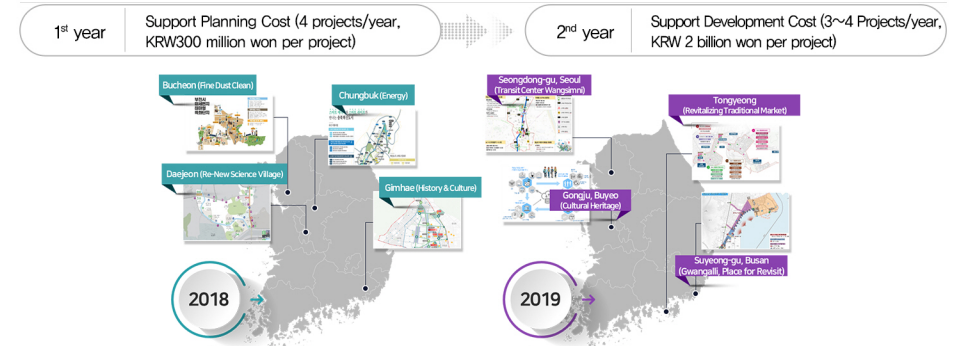 1st year
Support Planning Cost (4 projects/year,
KRW300 million won per project)
2nd year
Support Development Cost (3~4 Projects/year,
KRW 2 billion won per project)
Bucheon (Fine Dust Clean)
Chungbuk (Energy)
Daejeon (Re-New Science Village)
Gimhae (History & Culture)
2018
Seongdong-gu, Seoul
(Transit Center Wangsimni)
Tongyeong
(Revitalizing Traditional Market)
Gongju, Buyeo
(Cultural Heritage)
Suyeong-gu, Busan
(Gwangalli, Place for Revisit)
2019